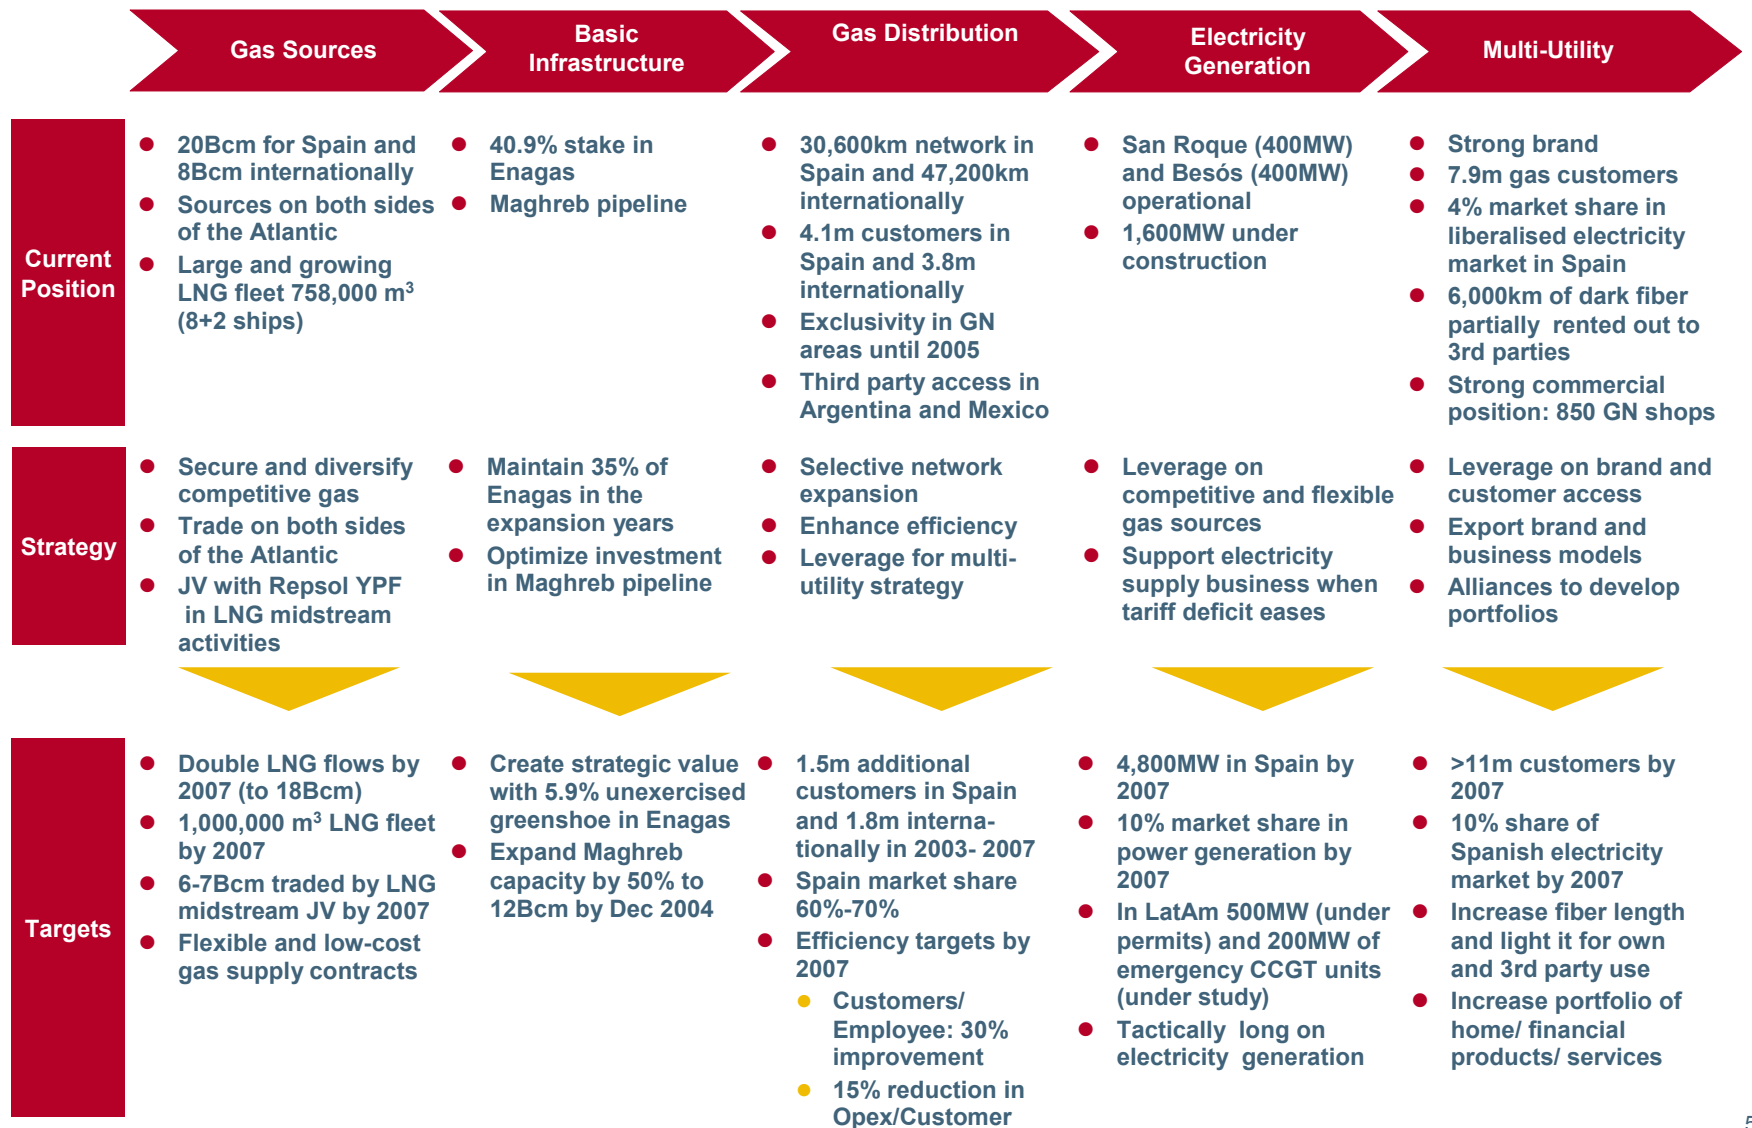 Gas Sources
Basic
Infrastructure
Gas Distribution
Electricity
Generation
Multi-Utility
Current
Position
20Bcm for Spain and
8Bcm internationally
Sources on both sides
of the Atlantic
Large and growing
LNG fleet 758,000 m³
(8+2 ships)
40.9% stake in
Enagas
Maghreb pipeline
30,600km network in
Spain and 47,200km
internationally
4.1m customers in
Spain and 3.8m
internationally
Exclusivity in GN
areas until 2005
Third party access in
Argentina and Mexico
San Roque (400MW)
and Besós (400MW)
operational
1,600MW under
construction
Strong brand
7.9m gas customers
4% market share in
liberalised electricity
market in Spain
6,000km of dark fiber
partially rented out to
3rd parties
Strong commercial
position: 850 GN shops
Strategy
Secure and diversify
competitive gas
Trade on both sides
of the Atlantic
JV with Repsol YPF
in LNG midstream
activities
Maintain 35% of
Enagas in the
expansion years
Optimize investment
in Maghreb pipeline
Selective network
expansion
Enhance efficiency
Leverage for multi-
utility strategy
Leverage on
competitive and flexible
gas sources
Support electricity
supply business when
tariff deficit eases
Leverage on brand and
customer access
Export brand and
business models
Alliances to develop
portfolios
Targets
Double LNG flows by
2007 (to 18Bcm)
1,000,000 m³ LNG fleet
by 2007
6-7Bcm traded by LNG
midstream JV by 2007
Flexible and low-cost
gas supply contracts
Create strategic value
with 5.9% unexercised
greenshoe in Enagas
Expand Maghreb
capacity by 50% to
12Bcm by Dec 2004
1.5m additional
customers in Spain
and 1.8m interna-
tionally in 2003- 2007
Spain market share
60%-70%
Efficiency targets by
2007
Customers/
Employee: 30%
improvement
15% reduction in
Opex/Customer
4,800MW in Spain by
2007
10% market share in
power generation by
2007
In LatAm 500MW (under
permits) and 200MW of
emergency CCGT units
(under study)
Tactically long on
electricity generation
>11m customers by
2007
10% share of
Spanish electricity
market by 2007
Increase fiber length
and light it for own
and 3rd party use
Increase portfolio of
home/ financial
products/ services
5